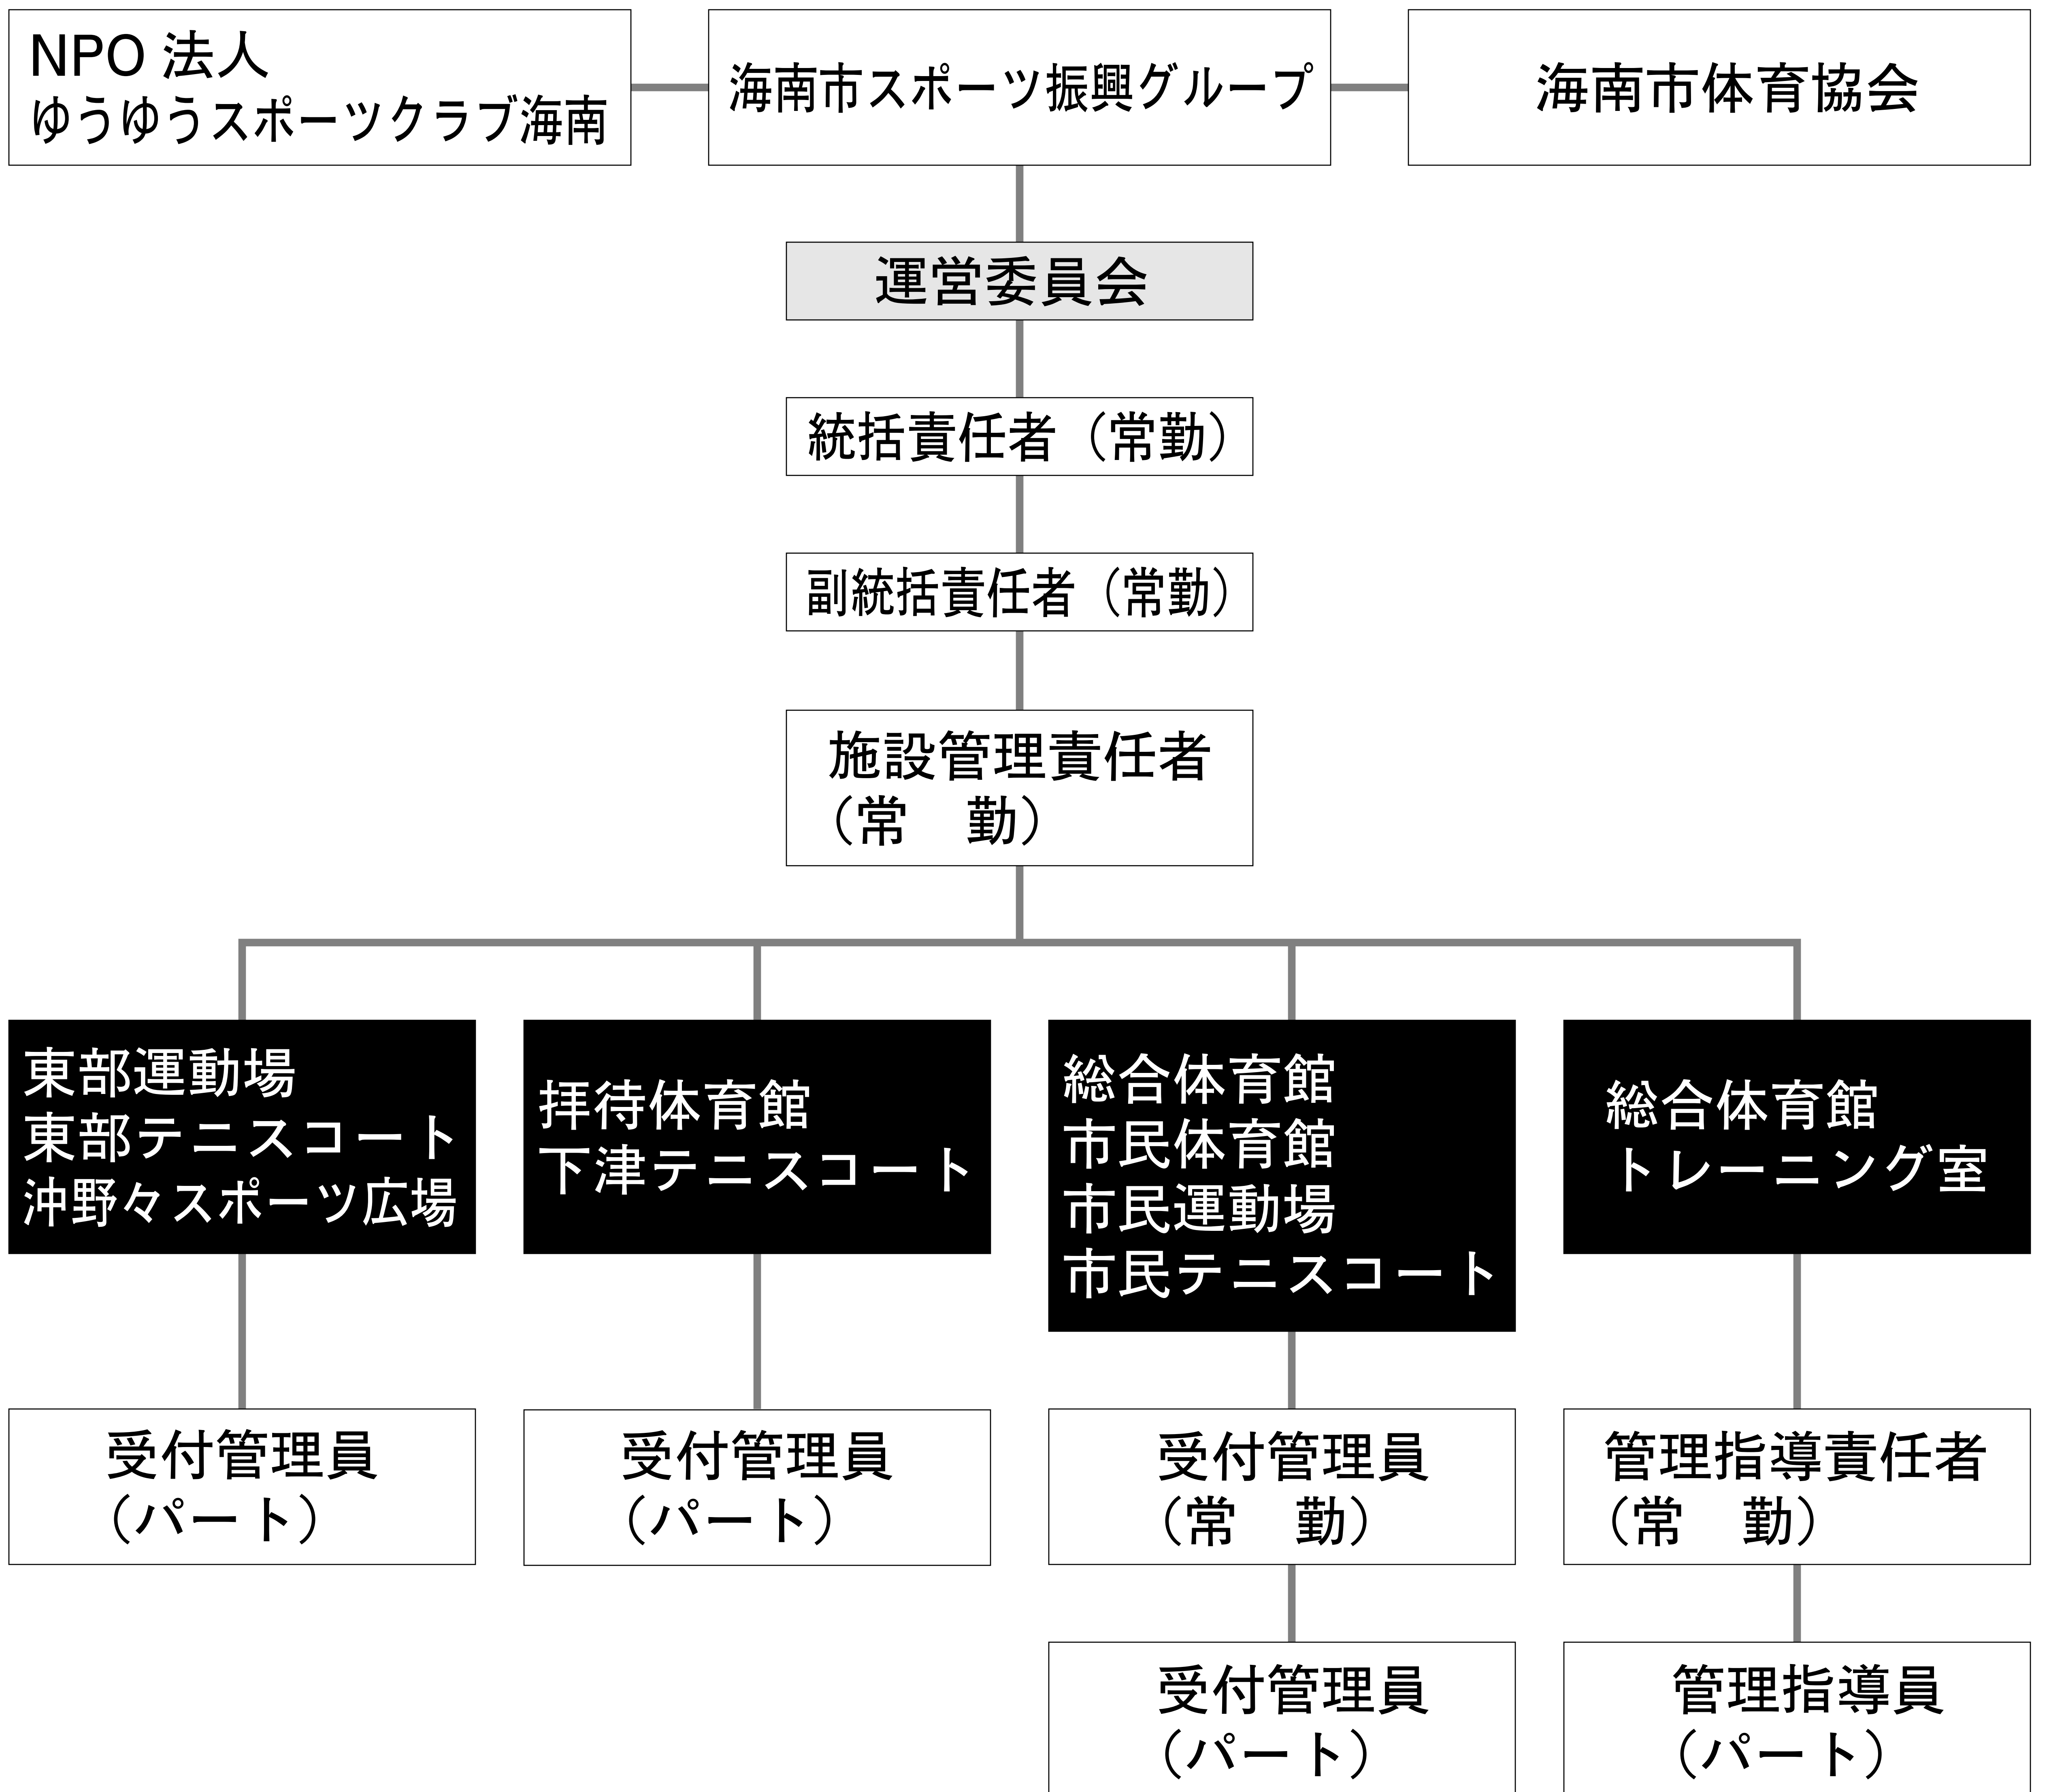 NPO 法人
ゆうゆうスポーツクラブ海南
海南市スポーツ振興グループ
海南市体育協会
運営委員会
統括責任者（常勤）
副統括責任者（常勤）
施設管理責任者
（常　勤）
東部運動場
東部テニスコート
沖野々スポーツ広場
拝待体育館
下津テニスコート
総合体育館
市民体育館
市民運動場
市民テニスコート
総合体育館
トレーニング室
受付管理員
（パート）
受付管理員
（パート）
受付管理員
（常　勤）
管理指導責任者
（常　勤）
受付管理員
（パート）
管理指導員
（パート）